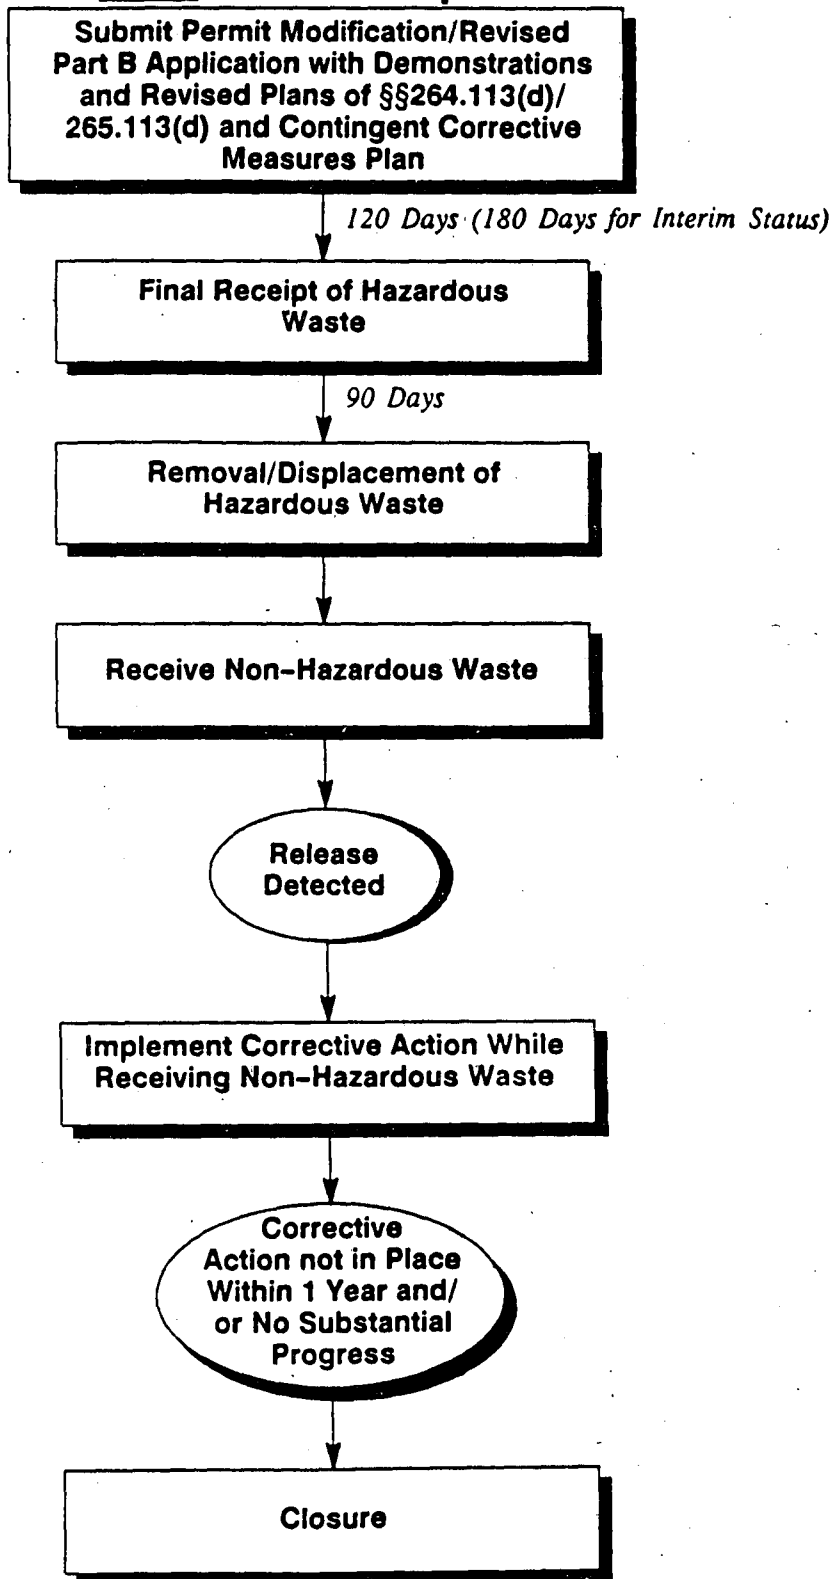 Submit Permit Modification/Revised
Part B Application with Demonstrations
and Revised Plans of §§264.113(d)/
265.113(d) and Contingent Corrective
Measures Plan
120 Days (180 Days for Interim Status)
Final Receipt of Hazardous
Waste
90 Days
Removal/Displacement of
Hazardous Waste
Receive Non-Hazardous Waste
Release
Detected
Implement Corrective Action While
Receiving Non-Hazardous Waste
Corrective
Action not in Place
Within 1 Year and/
or No Substantial
Progress
Closure